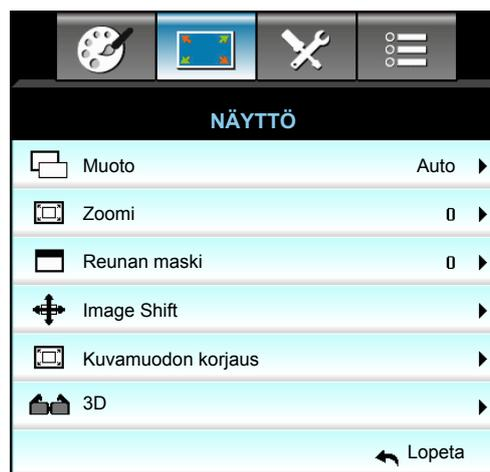 NÄYTTÖ
Muoto Auto
Zoomi 0
Reunan maski 0
Image Shift
Kuvamuodon korjaus
3D
Lopeta